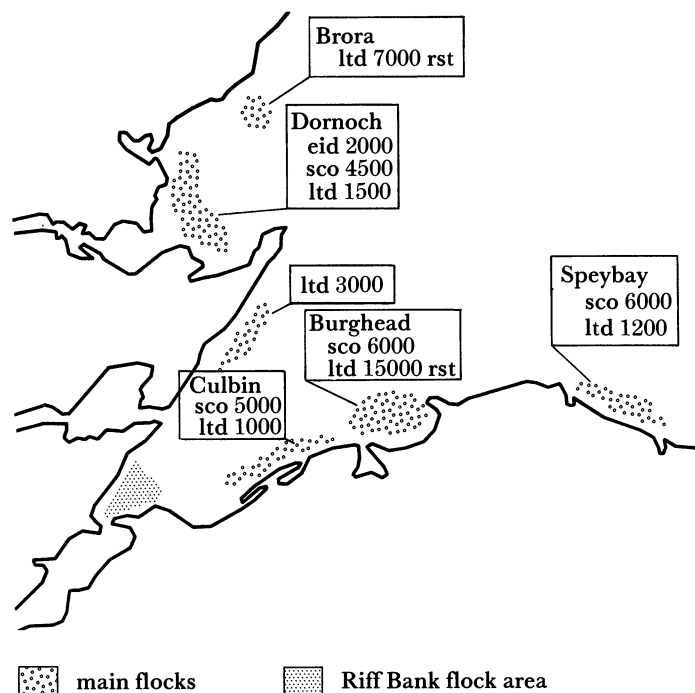 Brora
ltd 7000 rst
Dornoch
eid 2000
sco 4500
ltd 1500
ltd 3000
Speybay
sco 6000
ltd 1200
Burghead
sco 6000
ltd 15000 rst
Culbin
sco 5000
ltd 1000
main flocks
Riff Bank flock area